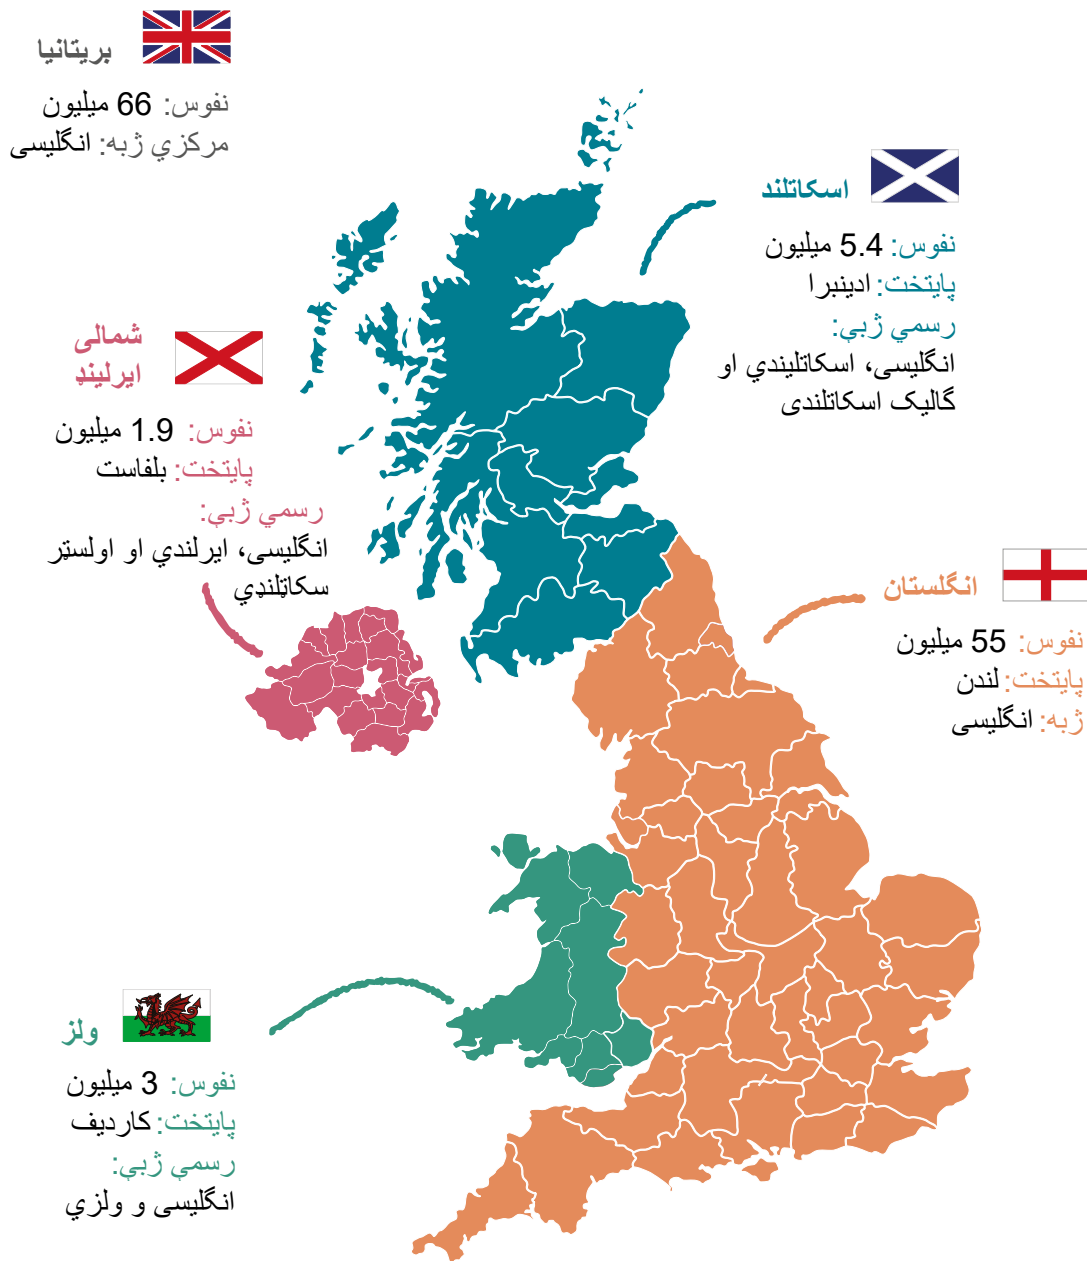 بریتانیا
نفوس: 66 میلیون
مرکزي ژبه: انگلیسی
اسکاتلند
نفوس: 5.4 میلیون
پایتخت: ادینبرا
رسمي ژبې:
انگلیسی، اسکاتلیندي او
گالیک اسکاتلندی
شمالی
ایرلینډ
نفوس: 1.9 میلیون
پایتخت: بلفاست
رسمي ژبې:
انگلیسی، ایرلندي او اولسټر
سکاټلنډي
انگلستان
نفوس: 55 میلیون
پایتخت: لندن
ژبه: انگلیسی
ولز
نفوس: 3 میلیون
پایتخت: کاردیف
رسمې ژبې:
انگلیسی و ولزي